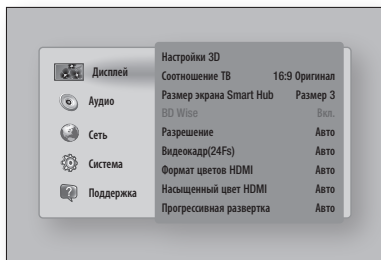 Дисплей
Аудио
Сеть
Система
Поддержка
Настройки 3D
Соотношение ТВ 16:9 Оригинал
Размер экрана Smart Hub Размер 3
BD Wise Вкл.
Разрешение Авто
Видеокадр(24Fs) Авто
Формат цветов HDMI Авто
Насыщенный цвет HDMI Авто
Прогрессивная развертка Авто